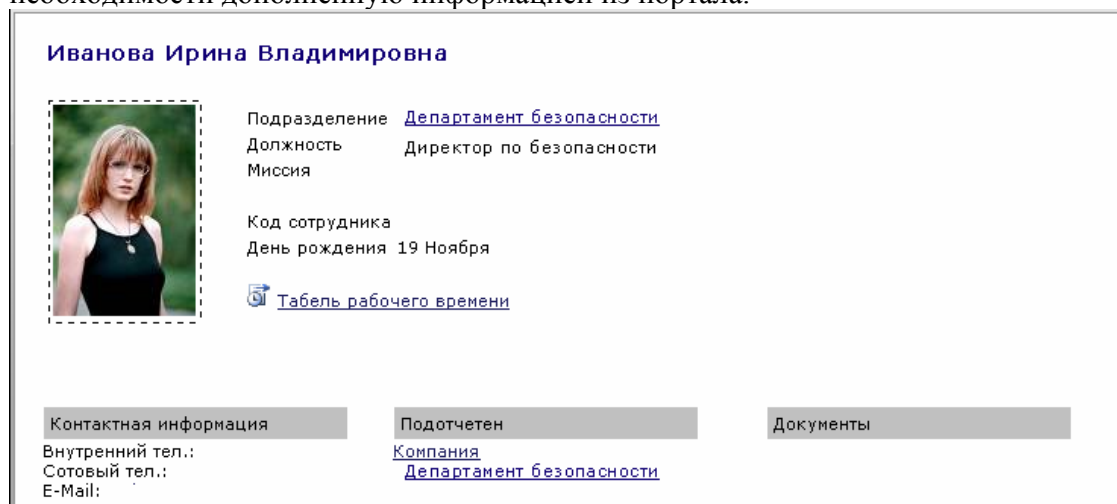 необходимости дополненную информацией из портала.
Иванова Ирина Владимировна
Подразделение Департамент безопасности
Должность Директор по безопасности
Миссия
Код сотрудника
День рождения 19 Ноября
Табель рабочего времени
Контактная информация Подотчетен Документы
Внутренний тел.: Компания
Сотовый тел.: Департамент безопасности
E-Mail: